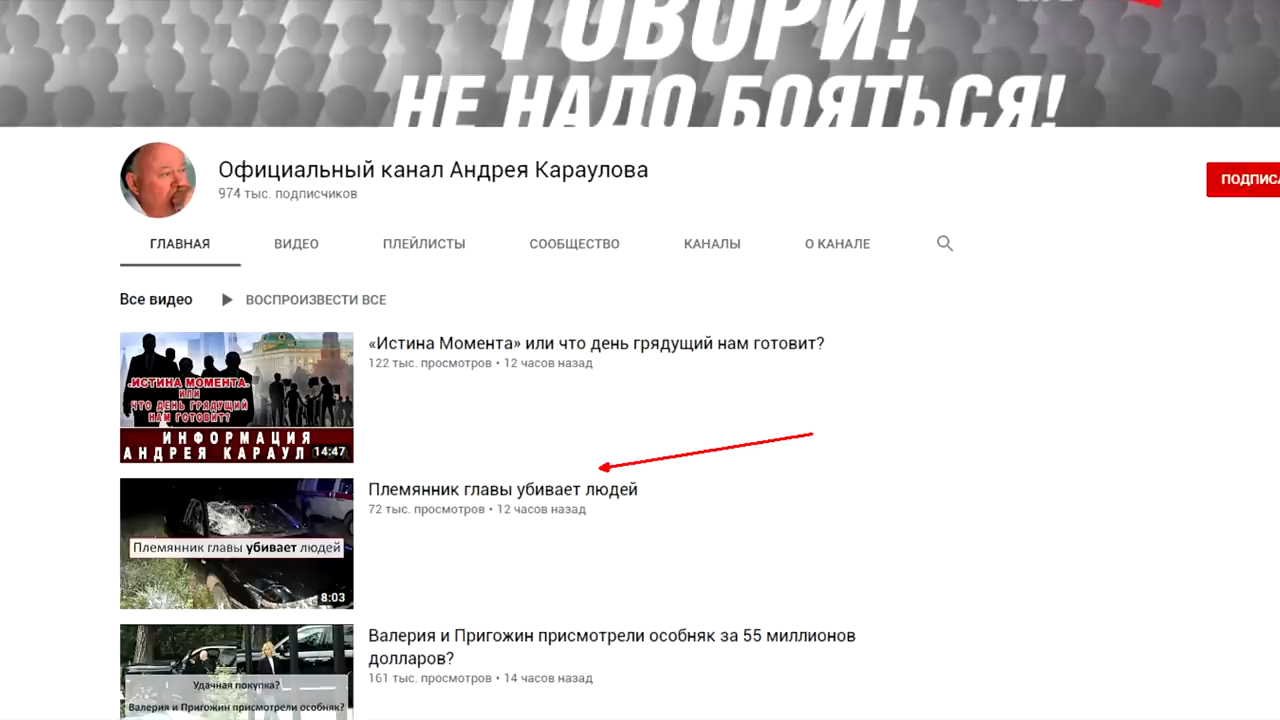 ГОВОРИ!
НЕ НАДО БОЯТЬСЯ!
Официальный канал Андрея Караулова
974 тыс. подписчиков
ГЛАВНАЯ ВИДЕО ПЛЕЙЛИСТЫ СООБЩЕСТВО КАНАЛЫ О КАНАЛЕ
Все видео ВОСПРОИЗВЕСТИ ВСЕ
«Истина Момента» или что день грядущий нам готовит?
122 тыс. просмотров • 12 часов назад
.ИСТИНА МОМЕНТА.
ИЛИ
ЧТО ДЕНЬ ГРЯДУЩИЙ
НАМ ГОТОВИТ?
ИНФОРМАЦИЯ
АНДРЕЯ КАРАУЛ
14:47
Племянник главы убивает людей
72 тыс. просмотров • 12 часов назад
Племянник главы убивает людей
8:03
Валерия и Пригожин присмотрели особняк за 55 миллионов
долларов?
161 тыс. просмотров • 14 часов назад
Удачная покупка?
Валерия и Пригожин присмотрели особняк?